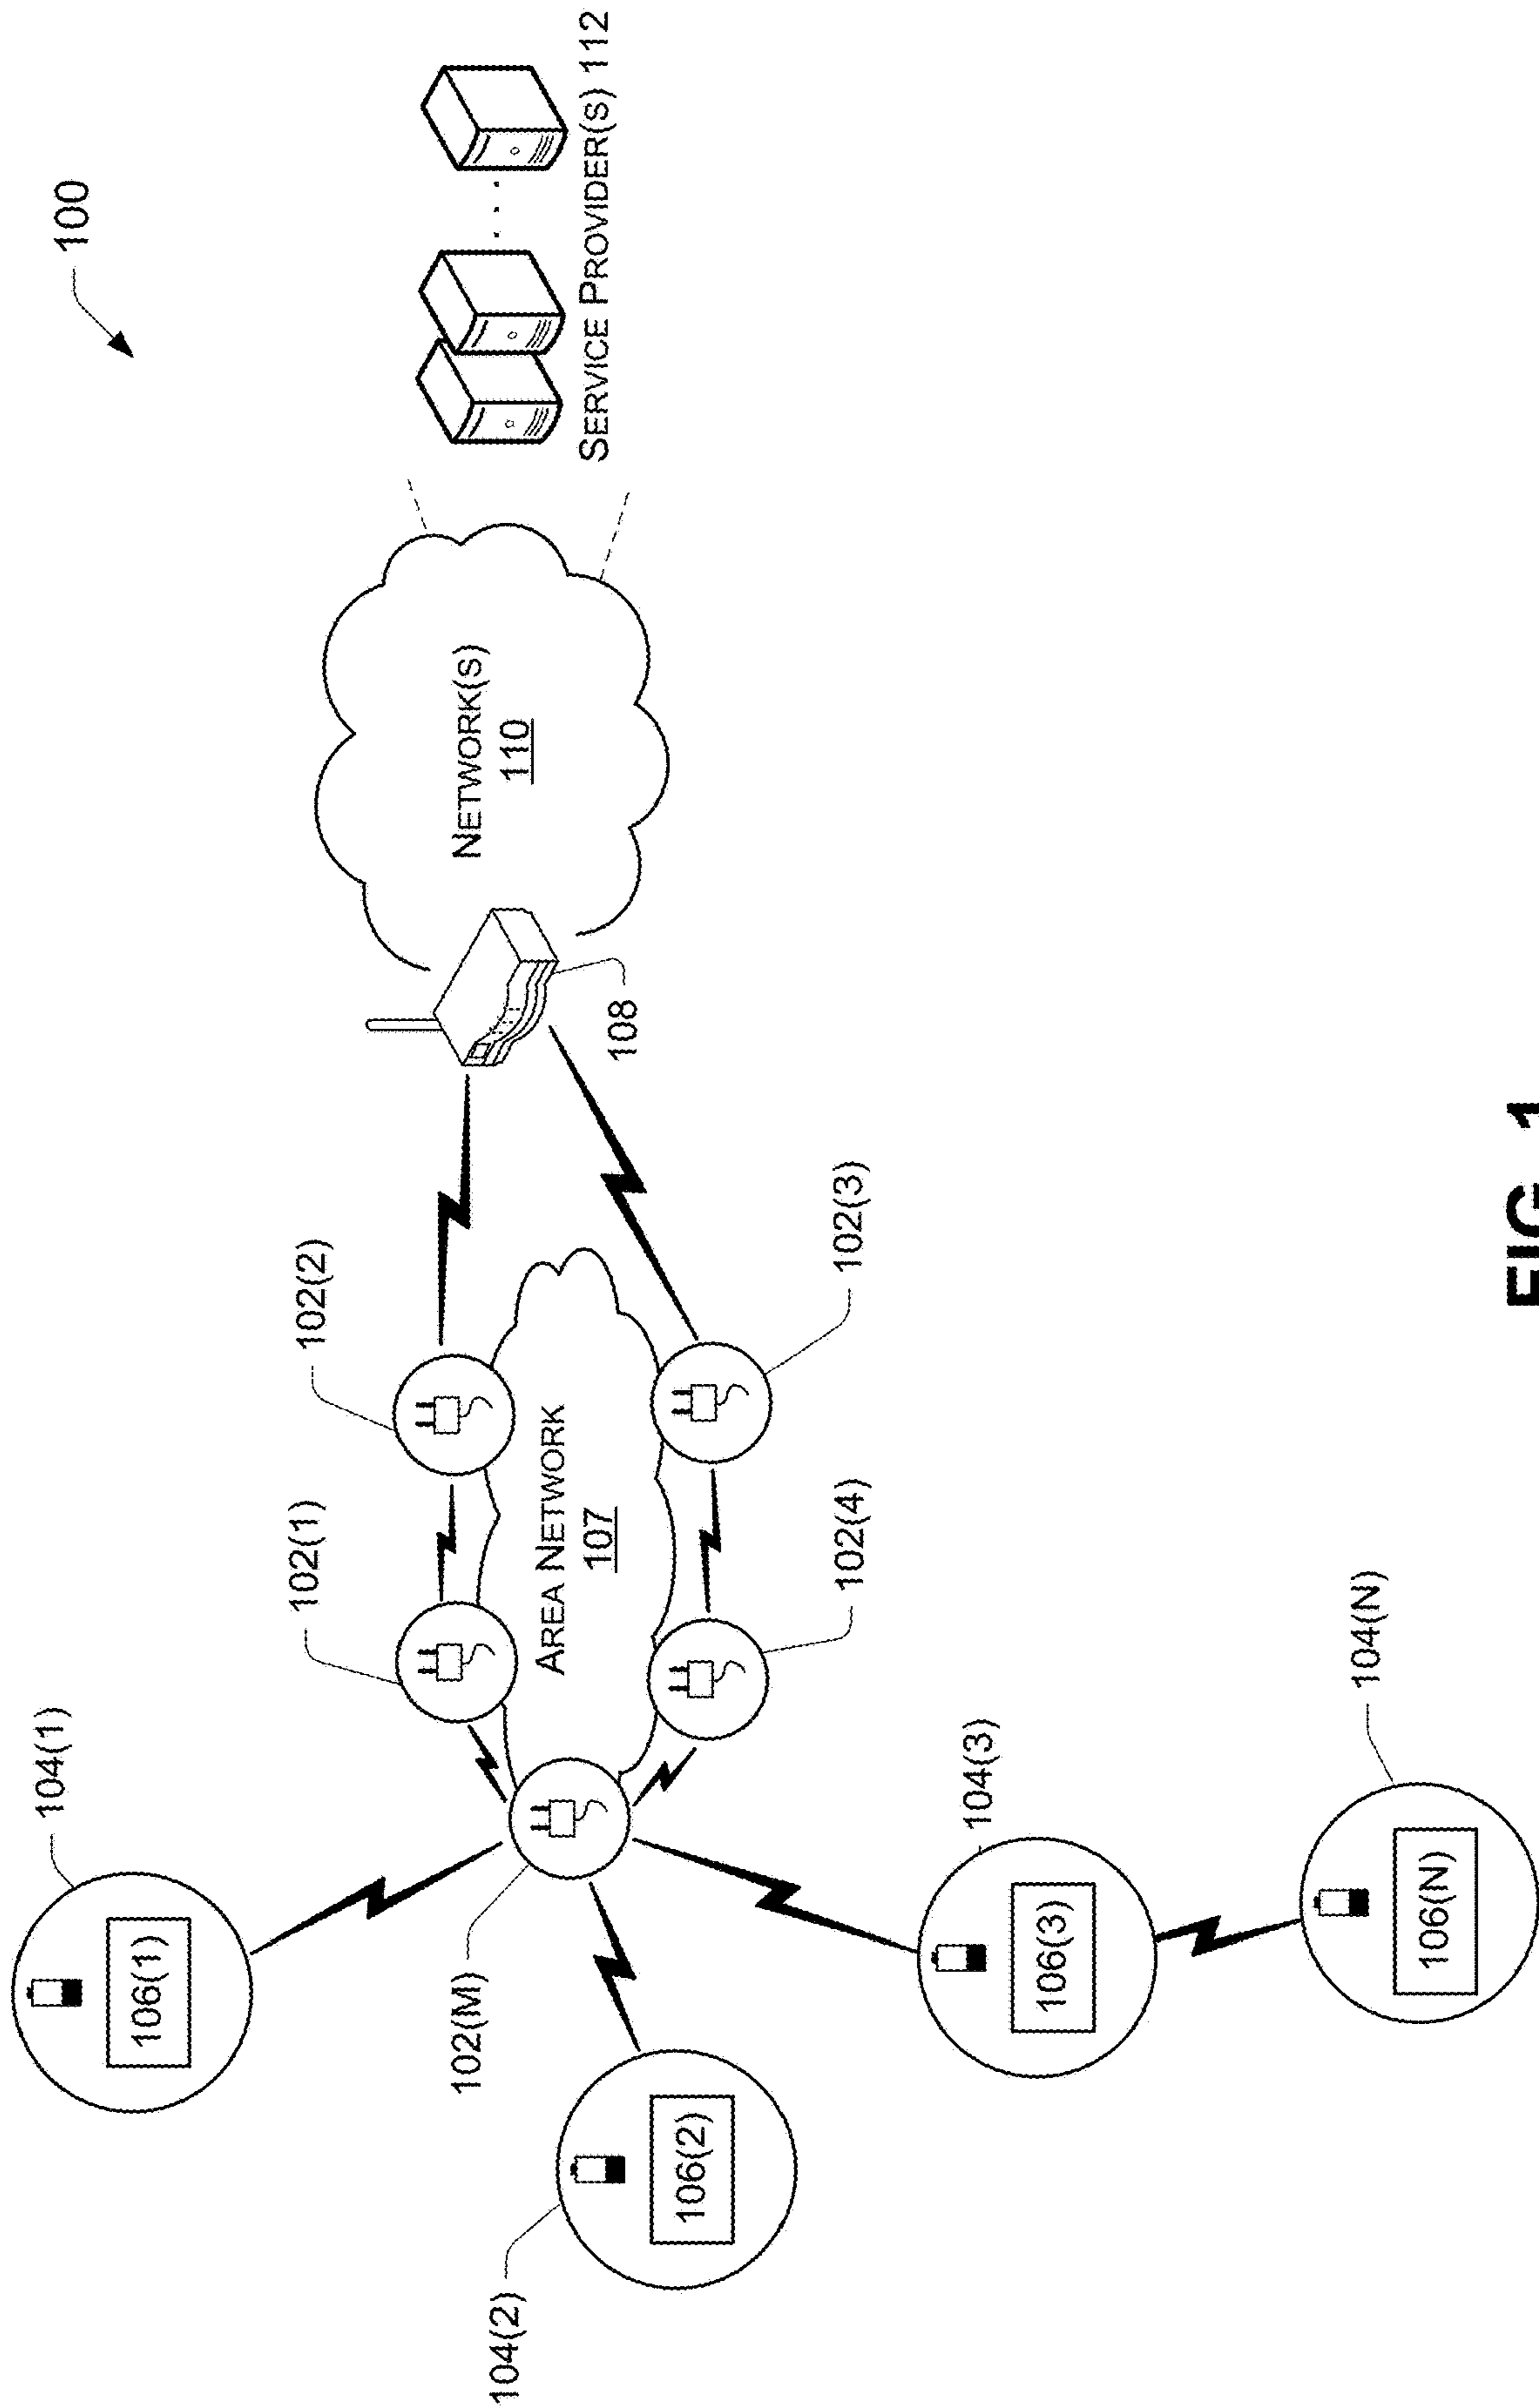 100
104(1)
106(1)
102(1)
102(2)
AREA NETWORK
107
NETWORK(S)
110
SERVICE PROVIDER(S) 112
108
102(M)
104(2)
106(2)
102(4)
102(3)
104(3)
106(3)
104(N)
106(N)
FIG. 1